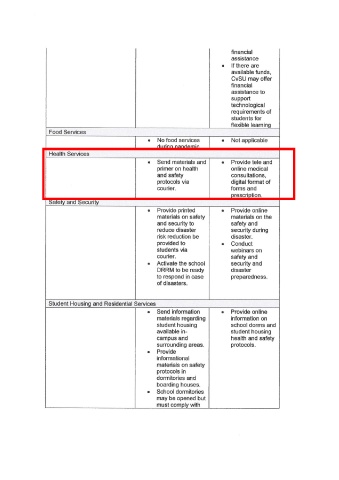 financial
assistance
• If there are
available funds,
CvSU may offer
financial
assistance to
support
technological
requirements of
students for
flexible learning
Food Services
• No food services
during pandemic
• Not applicable
Health Services
• Send materials and
primer on health
and safety
protocols via
courier.
• Provide tele and
online medical
consultations,
digital format of
forms and
prescription.
Safety and Security
• Provide printed
materials on safety
and security to
reduce disaster
risk reduction be
provided to
students via
courier.
• Activate the school
DRRM to be ready
to respond in case
of disasters.
• Provide online
materials on the
safety and
security during
disaster.
• Conduct
webinars on
safety and
security and
disaster
preparedness.
Student Housing and Residential Services
• Send information
materials regarding
student housing
available in-
campus and
surrounding areas.
• Provide
informational
materials on safety
protocols in
dormitories and
boarding houses.
• School dormitories
may be opened but
must comply with
• Provide online
information on
school dorms and
student housing
health and safety
protocols.